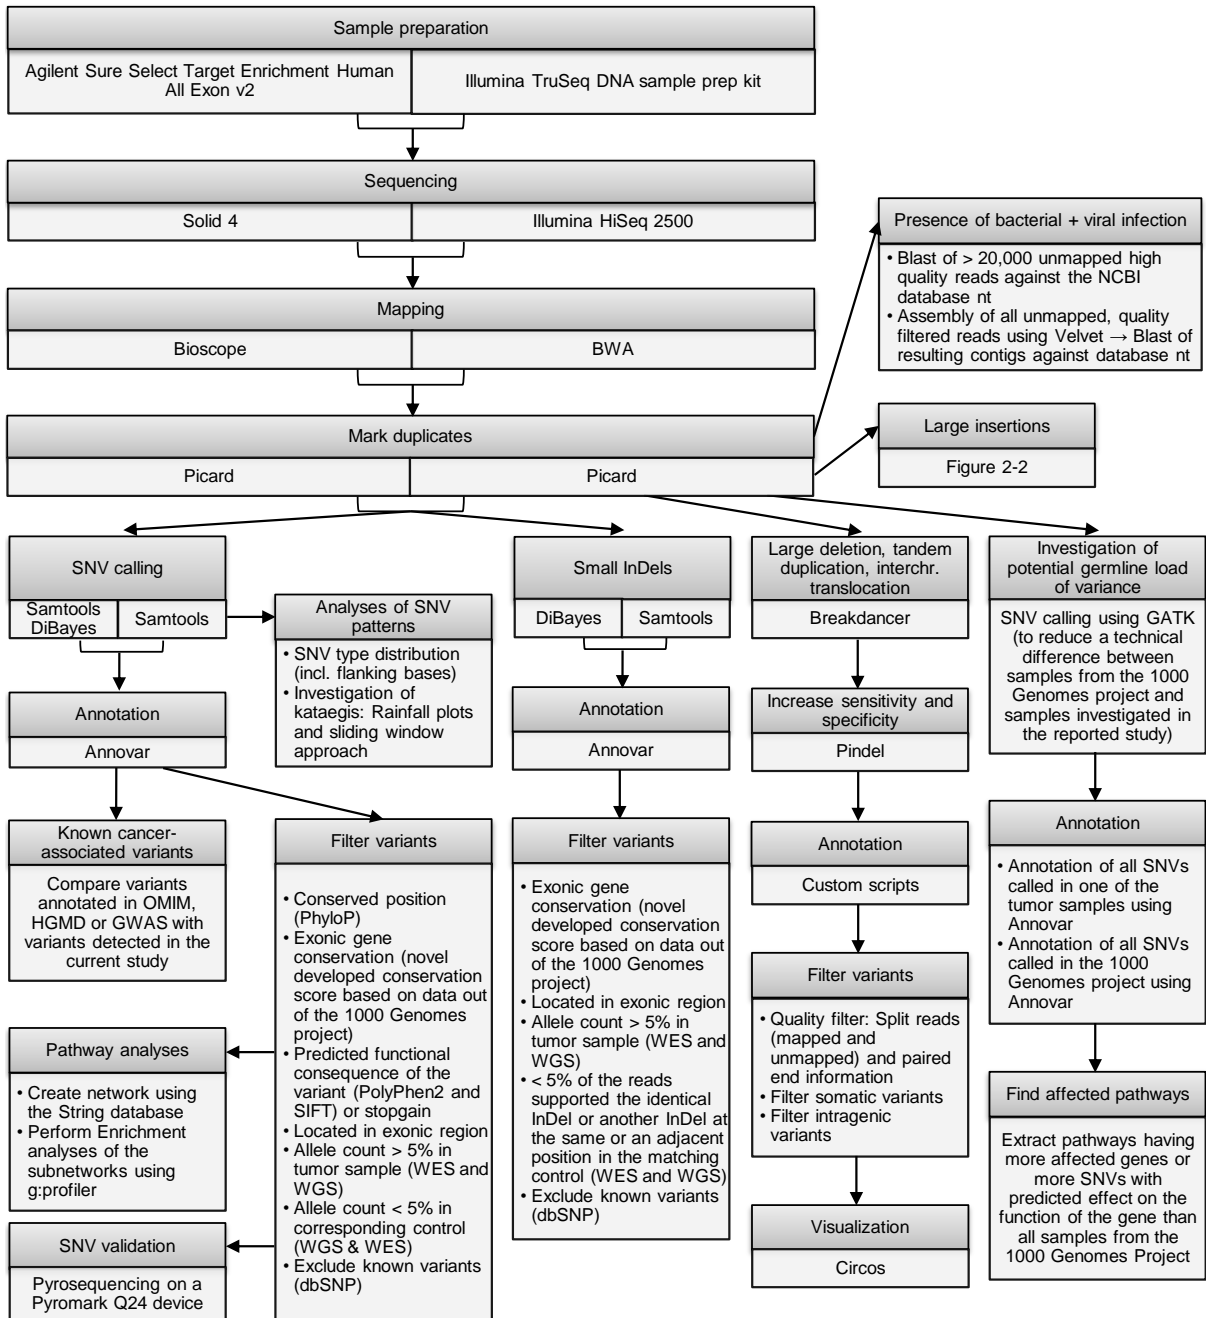 Sample preparation
Agilent Sure Select Target Enrichment Human
All Exon v2
Illumina TruSeq DNA sample prep kit
Sequencing
Solid 4
Illumina HiSeq 2500
Mapping
Bioscope
BWA
Mark duplicates
Picard
Picard
Presence of bacterial + viral infection
• Blast of > 20,000 unmapped high
quality reads against the NCBI
database nt
• Assembly of all unmapped, quality
filtered reads using Velvet → Blast of
resulting contigs against database nt
Large insertions
Figure 2-2
SNV calling
Samtools
DiBayes
Samtools
Analyses of SNV
patterns
• SNV type distribution
(incl. flanking bases)
• Investigation of
kataegis: Rainfall plots
and sliding window
approach
Annotation
Annovar
Known cancer-
associated variants
Compare variants
annotated in OMIM,
HGMD or GWAS with
variants detected in the
current study
Filter variants
• Conserved position
(PhyloP)
• Exonic gene
conservation (novel
developed conservation
score based on data out
of the 1000 Genomes
project)
• Predicted functional
consequence of the
variant (PolyPhen2 and
SIFT) or stopgain
• Located in exonic region
• Allele count > 5% in
tumor sample (WES and
WGS)
• Allele count < 5% in
corresponding control
(WGS & WES)
• Exclude known variants
(dbSNP)
Pathway analyses
• Create network using
the String database
• Perform Enrichment
analyses of the
subnetworks using
g:profiler
SNV validation
Pyrosequencing on a
Pyromark Q24 device
Small InDels
DiBayes
Samtools
Annotation
Annovar
Filter variants
• Exonic gene
conservation (novel
developed conservation
score based on data out
of the 1000 Genomes
project)
• Located in exonic region
• Allele count > 5% in
tumor sample (WES and
WGS)
• < 5% of the reads
supported the identical
InDel or another InDel at
the same or an adjacent
position in the matching
control (WES and WGS)
• Exclude known variants
(dbSNP)
Large deletion, tandem
duplication, interchr.
translocation
Breakdancer
Increase sensitivity and
specificity
Pindel
Annotation
Custom scripts
Filter variants
• Quality filter: Split reads
(mapped and
unmapped) and paired
end information
• Filter somatic variants
• Filter intragenic
variants
Visualization
Circos
Investigation of
potential germline load
of variance
SNV calling using GATK
(to reduce a technical
difference between
samples from the 1000
Genomes project and
samples investigated in
the reported study)
Annotation
• Annotation of all SNVs
called in one of the
tumor samples using
Annovar
• Annotation of all SNVs
called in the 1000
Genomes project using
Annovar
Find affected pathways
Extract pathways having
more affected genes or
more SNVs with
predicted effect on the
function of the gene than
all samples from the
1000 Genomes Project